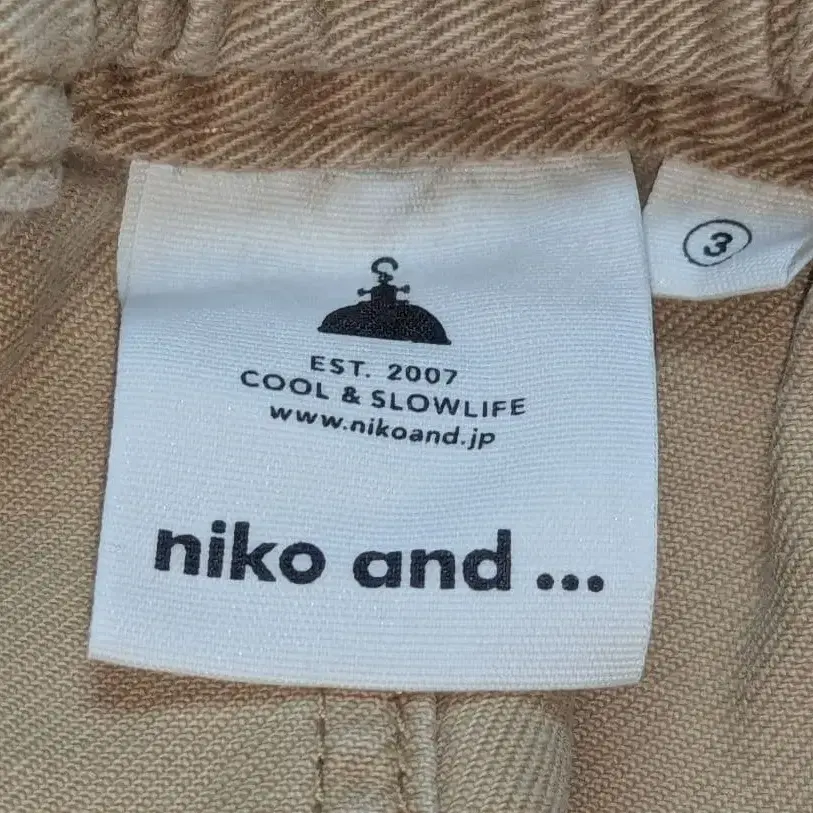 ③
EST. 2007
COOL & SLOWLIFE
www.nikoand.jp
niko and ...